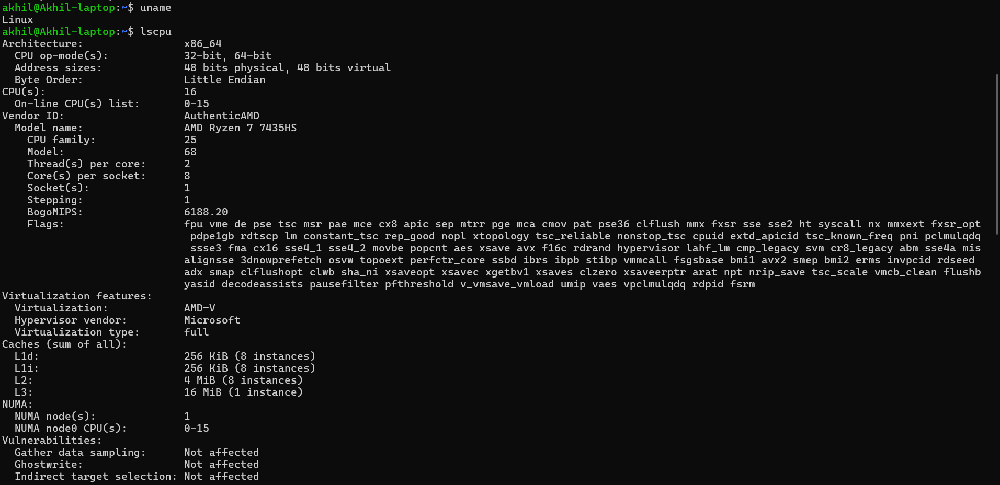 akhil@Akhil-laptop:~$ uname
Linux
akhil@Akhil-laptop:~$ lscpu
Architecture:                x86_64
  CPU op-mode(s):            32-bit, 64-bit
  Address sizes:             48 bits physical, 48 bits virtual
  Byte Order:                Little Endian
CPU(s):                      16
  On-line CPU(s) list:       0-15
Vendor ID:                   AuthenticAMD
  Model name:                AMD Ryzen 7 7435HS
    CPU family:              25
    Model:                   68
    Thread(s) per core:      2
    Core(s) per socket:      8
    Socket(s):               1
    Stepping:                1
    BogoMIPS:                6188.20
    Flags:                   fpu vme de pse tsc msr pae mce cx8 apic sep mtrr pge mca cmov pat pse36 clflush mmx fxsr sse sse2 ht syscall nx mmxext fxsr_opt
                              pdpe1gb rdtscp lm constant_tsc rep_good nopl xtopology tsc_reliable nonstop_tsc cpuid extd_apicid tsc_known_freq pni pclmulqdq
                              ssse3 fma cx16 sse4_1 sse4_2 movbe popcnt aes xsave avx f16c rdrand hypervisor lahf_lm cmp_legacy svm cr8_legacy abm sse4a mis
                             alignsse 3dnowprefetch osvw topoext perfctr_core ssbd ibrs ibpb stibp vmmcall fsgsbase bmi1 avx2 smep bmi2 erms invpcid rdseed
                             adx smap clflushopt clwb sha_ni xsaveopt xsavec xgetbv1 xsaves clzero xsaveerptr arat npt nrip_save tsc_scale vmcb_clean flushb
                             yasid decodeassists pausefilter pfthreshold v_vmsave_vmload umip vaes vpclmulqdq rdpid fsrm
Virtualization features:
  Virtualization:            AMD-V
  Hypervisor vendor:         Microsoft
  Virtualization type:       full
Caches (sum of all):
  L1d:                       256 KiB (8 instances)
  L1i:                       256 KiB (8 instances)
  L2:                        4 MiB (8 instances)
  L3:                        16 MiB (1 instance)
NUMA:
  NUMA node(s):              1
  NUMA node0 CPU(s):         0-15
Vulnerabilities:
  Gather data sampling:      Not affected
  Ghostwrite:                Not affected
  Indirect target selection: Not affected